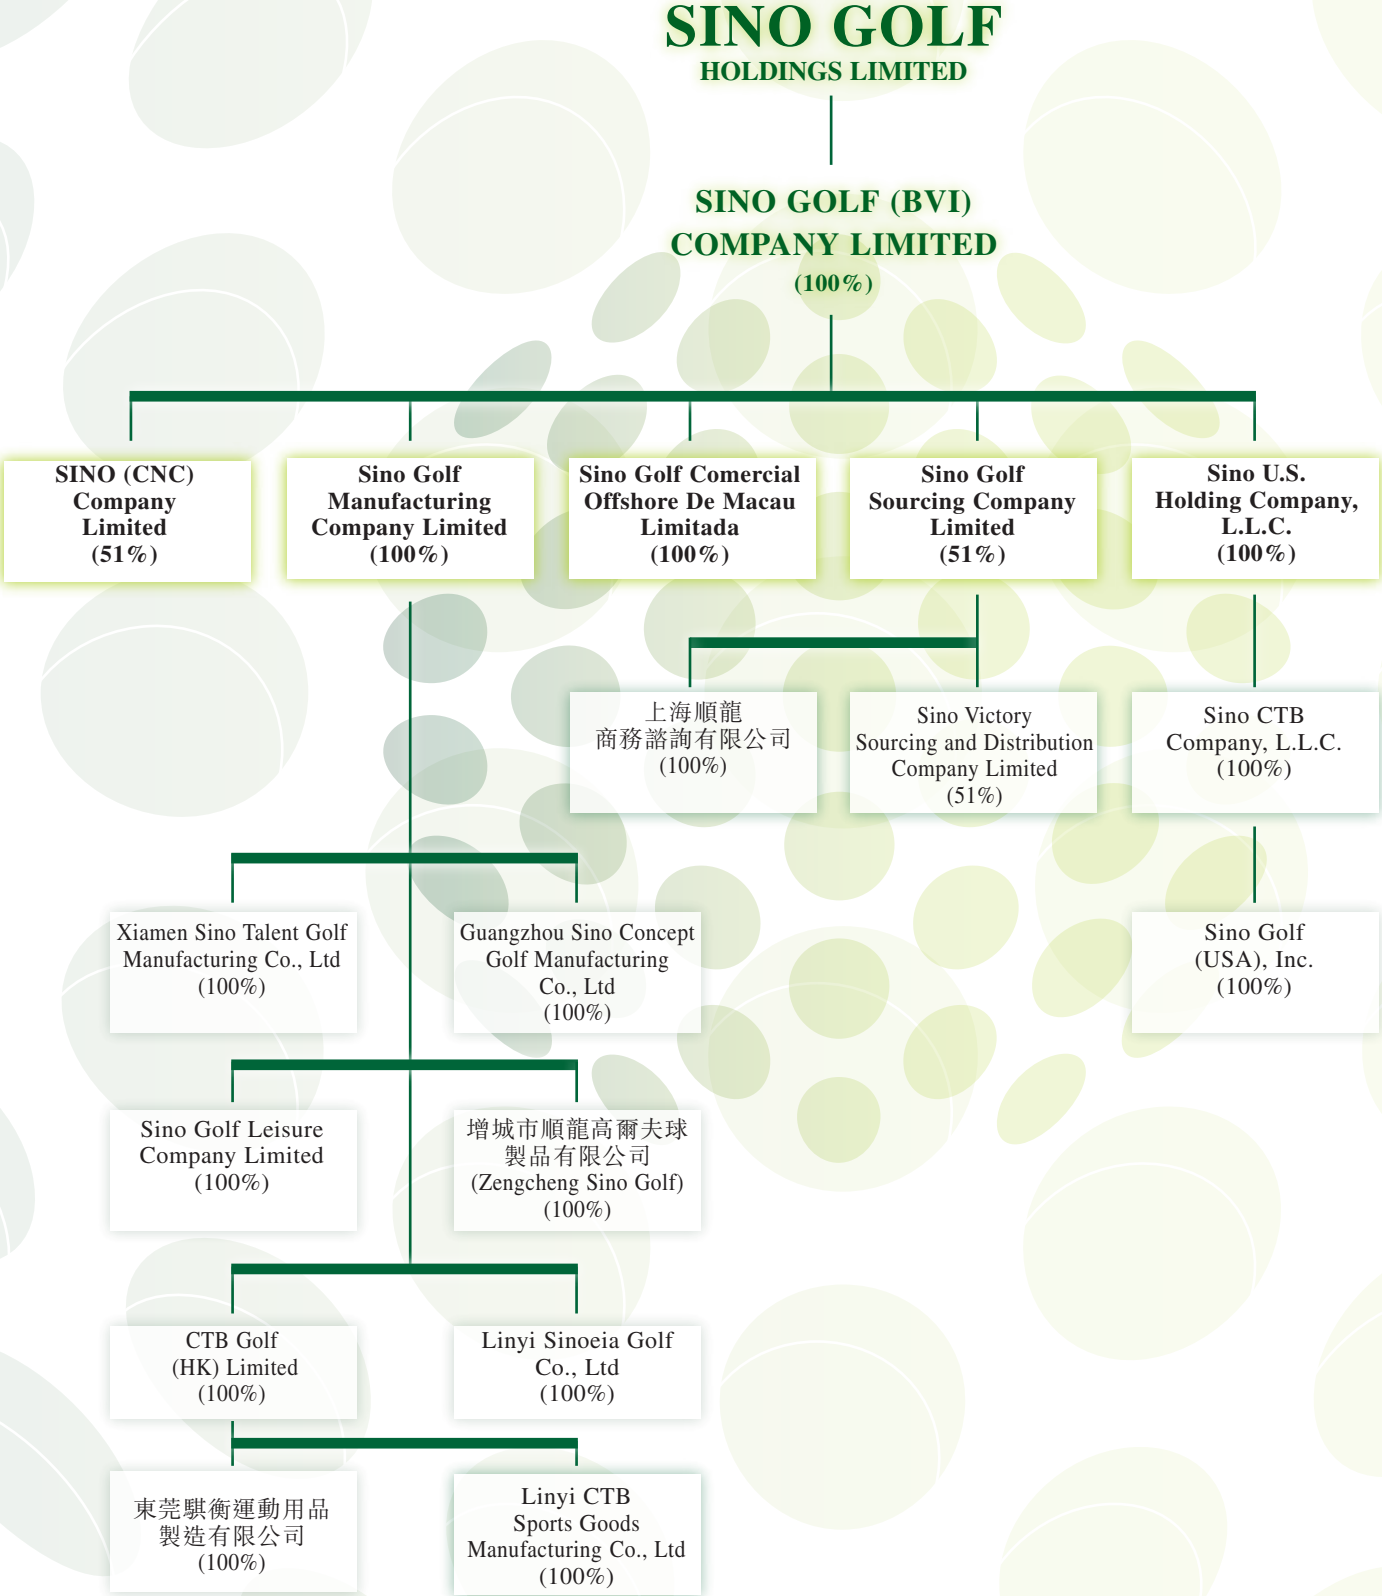 SINO GOLF
HOLDINGS LIMITED
SINO GOLF (BVI)
COMPANY LIMITED
(100%)
SINO (CNC)
Company
Limited
(51%)
Sino Golf
Manufacturing
Company Limited
(100%)
Sino Golf Comercial
Offshore De Macau
Limitada
(100%)
Sino Golf
Sourcing Company
Limited
(51%)
Sino U.S.
Holding Company,
L.L.C.
(100%)
上海順龍
商務諮詢有限公司
(100%)
Sino Victory
Sourcing and Distribution
Company Limited
(51%)
Sino CTB
Company, L.L.C.
(100%)
Xiamen Sino Talent Golf
Manufacturing Co., Ltd
(100%)
Guangzhou Sino Concept
Golf Manufacturing
Co., Ltd
(100%)
Sino Golf
(USA), Inc.
(100%)
Sino Golf Leisure
Company Limited
(100%)
增城市順龍高爾夫球
製品有限公司
(Zengcheng Sino Golf)
(100%)
CTB Golf
(HK) Limited
(100%)
Linyi Sinoeia Golf
Co., Ltd
(100%)
東莞騏衡運動用品
製造有限公司
(100%)
Linyi CTB
Sports Goods
Manufacturing Co., Ltd
(100%)